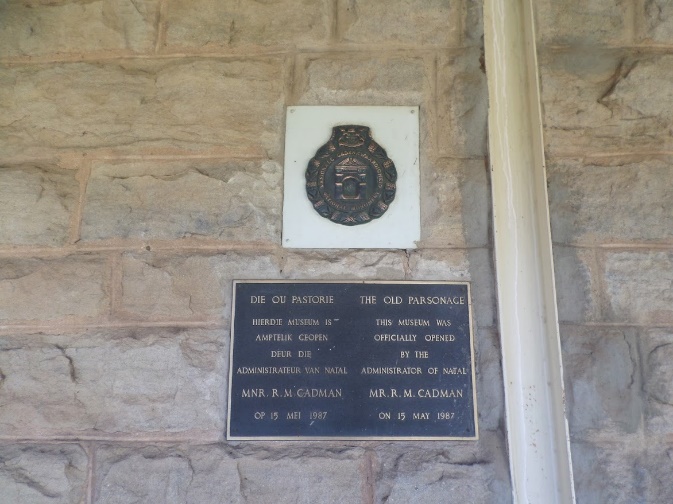 DIE OU PASTORIE
HIERDIE MUSEUM IS
AMPTELIK GEOPEN
DEUR DIE
ADMINISTRATEUR VAN NATAL
MNR. R.M. CADMAN
OP 15 MEI 1987
THE OLD PARSONAGE
THIS MUSEUM WAS
OFFICIALLY OPENED
BY THE
ADMINISTRATOR OF NATAL
MR. R. M. CADMAN
ON 15 MAY 1987